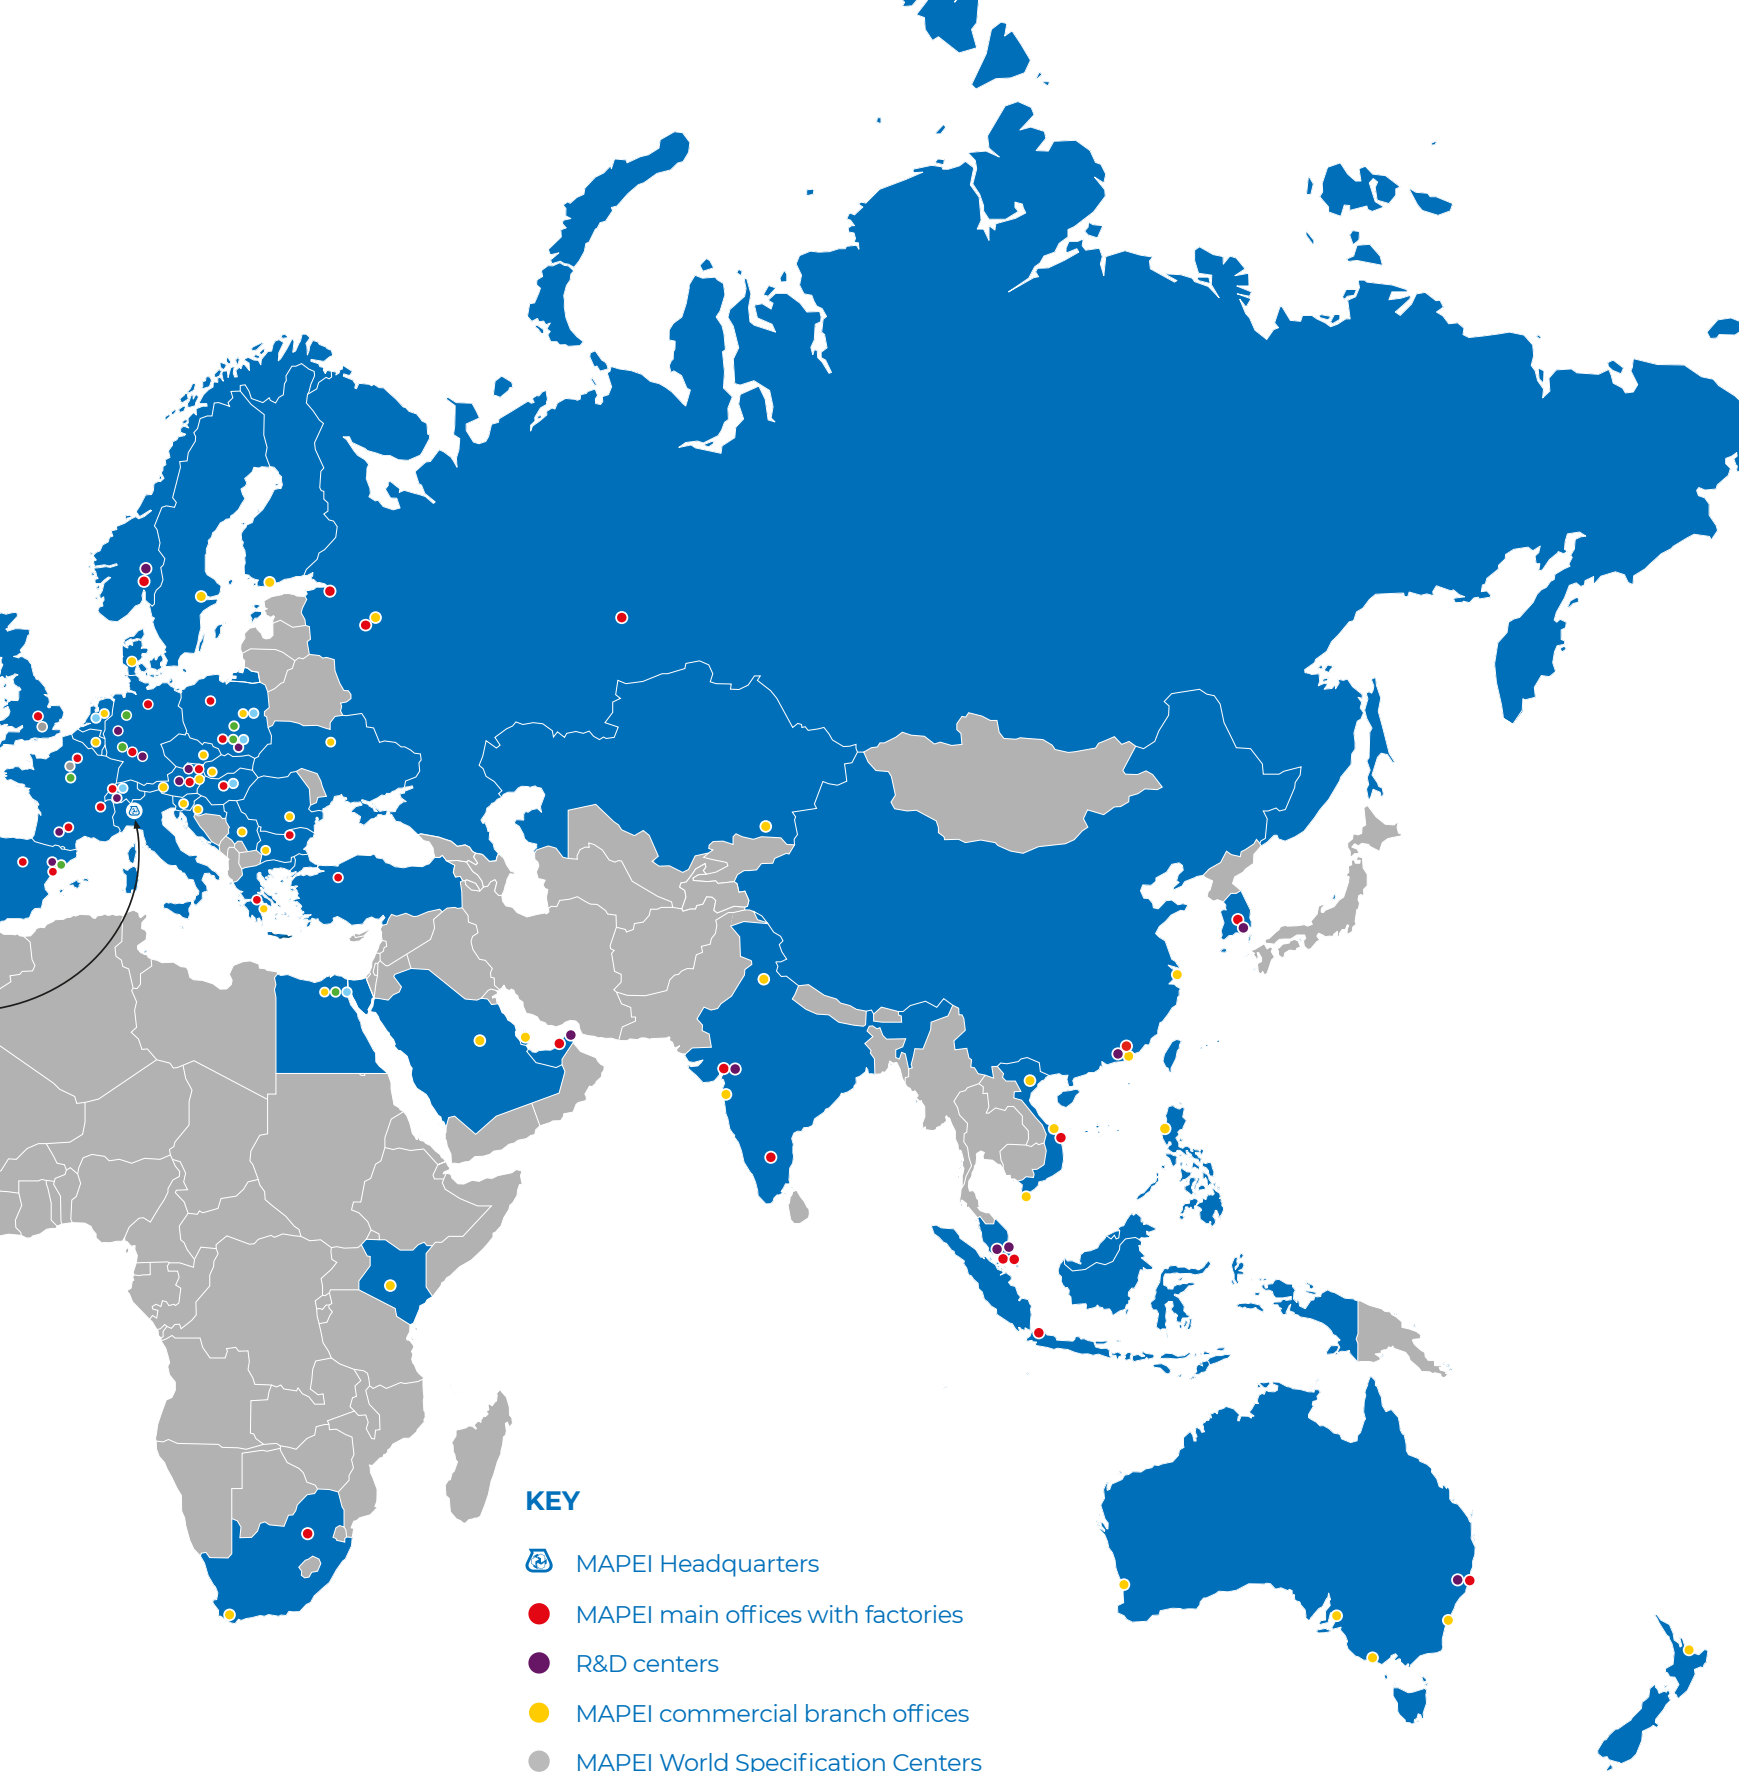 KEY
MAPEI Headquarters
MAPEI main offices with factories
R&D centers
MAPEI commercial branch offices
MAPEI World Specification Centers